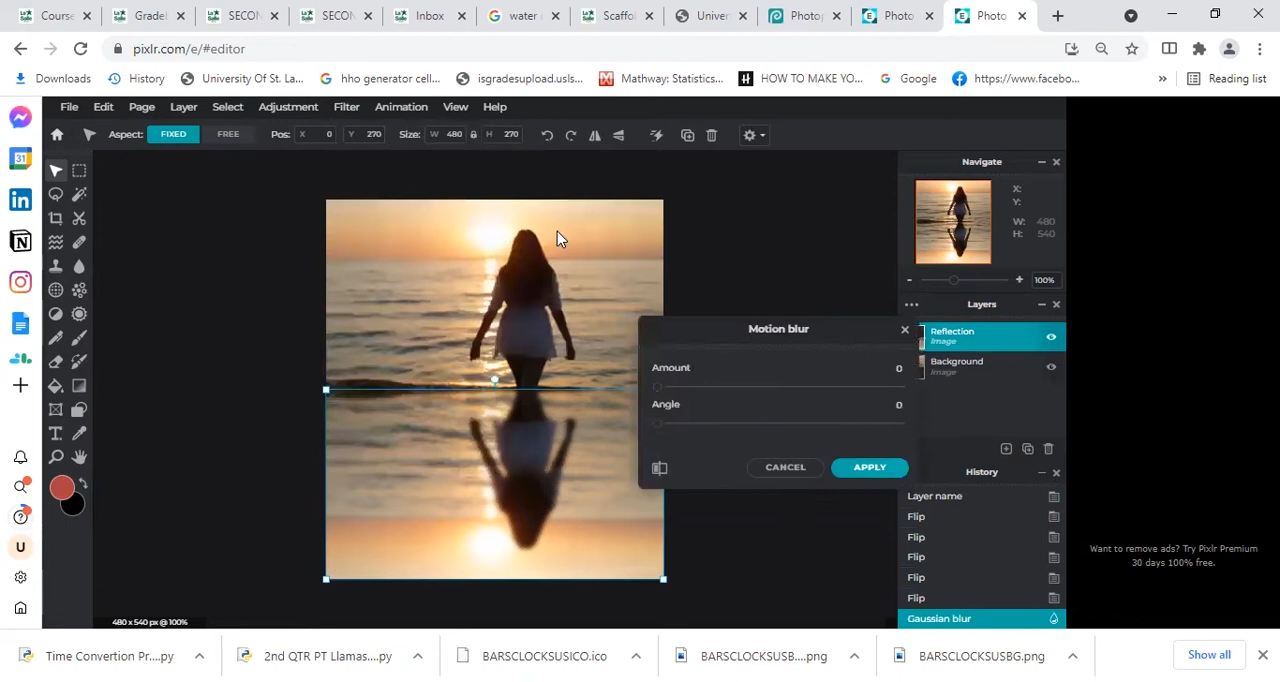 Course
Gradel
SECON
SECON
Inbox
water
Scaffol
Univer
Photop
Photo
Photo
pixlr.com/e/#editor
Downloads
History
University Of St. La...
hho generator cell...
isgradesupload.usls...
Mathway: Statistics...
HOW TO MAKE YO...
Google
https://www.facebo...
»
Reading list
File Edit Page Layer Select Adjustment Filter Animation View Help
Aspect: FIXED FREE Pos: X 0 Y 270 Size: W 480 H 270
Navigate
X:
Y:
W: 480
H: 540
100%
Layers
Reflection
Image
Background
Image
Motion blur
Amount 0
Angle 0
CANCEL APPLY
History
Layer name
Flip
Flip
Flip
Flip
Flip
Gaussian blur
Want to remove ads? Try Pixlr Premium
30 days 100% free.
31
in
N
U
480 x 540 px @ 100%
Time Convertion Pr....py
2nd QTR PT Llamas....py
BARSCLOCKSUSICO.ico
BARSCLOCKSUSB....png
BARSCLOCKSUSBG.png
Show all